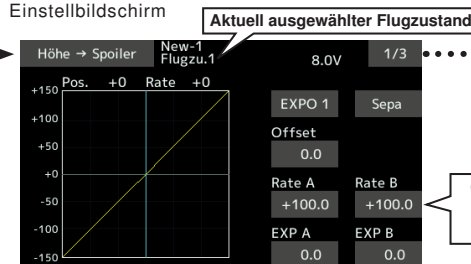 Einstellbildschirm
Aktuell ausgewählter Flugzustand
Höhe → Spoiler
New-1
Flugzu.1
8.0V
1/3
Pos. +0 Rate +0
+150
+100
+50
+0
-50
-100
-150
EXPO 1
Sepa
Offset
0.0
Rate A
Rate B
+100.0
+100.0
EXP A
EXP B
0.0
0.0